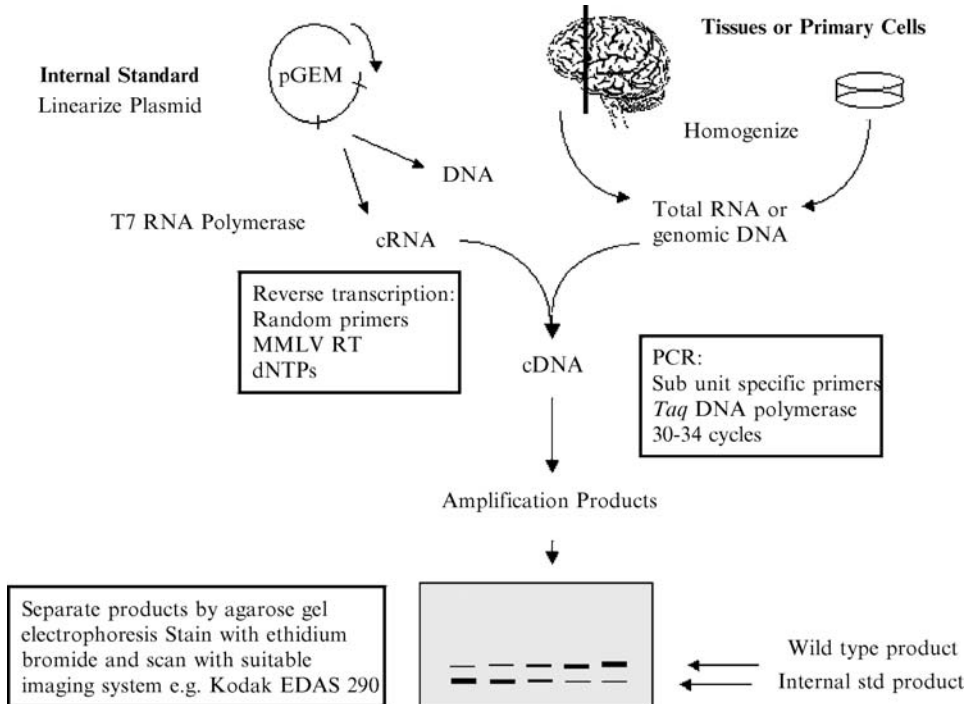 Tissues or Primary Cells
Internal Standard
Linearize Plasmid
pGEM
Homogenize
DNA
T7 RNA Polymerase
cRNA
Total RNA or
genomic DNA
Reverse transcription:
Random primers
MMLV RT
dNTPs
cDNA
PCR:
Sub unit specific primers
Taq DNA polymerase
30-34 cycles
Amplification Products
Separate products by agarose gel
electrophoresis Stain with ethidium
bromide and scan with suitable
imaging system e.g. Kodak EDAS 290
Wild type product
Internal std product